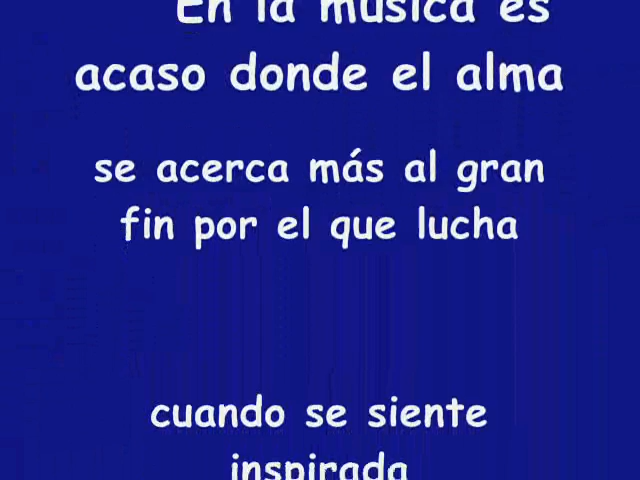 En la música es
acaso donde el alma
se acerca más al gran
fin por el que lucha
cuando se siente
inspirada